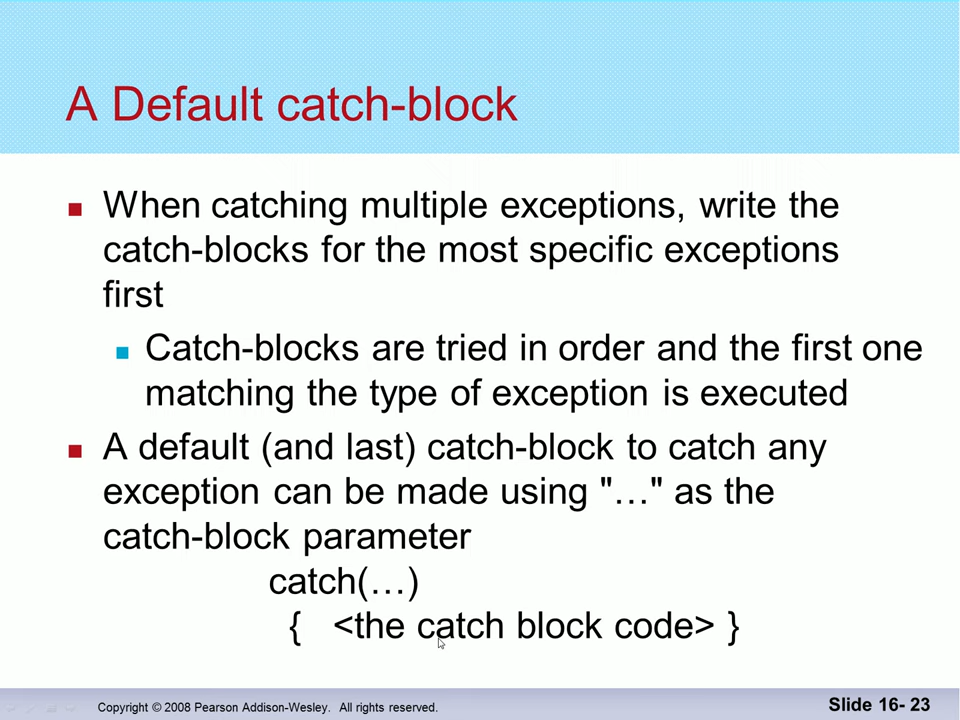 A Default catch-block
When catching multiple exceptions, write the
catch-blocks for the most specific exceptions
first
Catch-blocks are tried in order and the first one
matching the type of exception is executed
A default (and last) catch-block to catch any
exception can be made using "…" as the
catch-block parameter
catch(…)
{ <the catch block code> }
Copyright © 2008 Pearson Addison-Wesley. All rights reserved.
Slide 16- 23